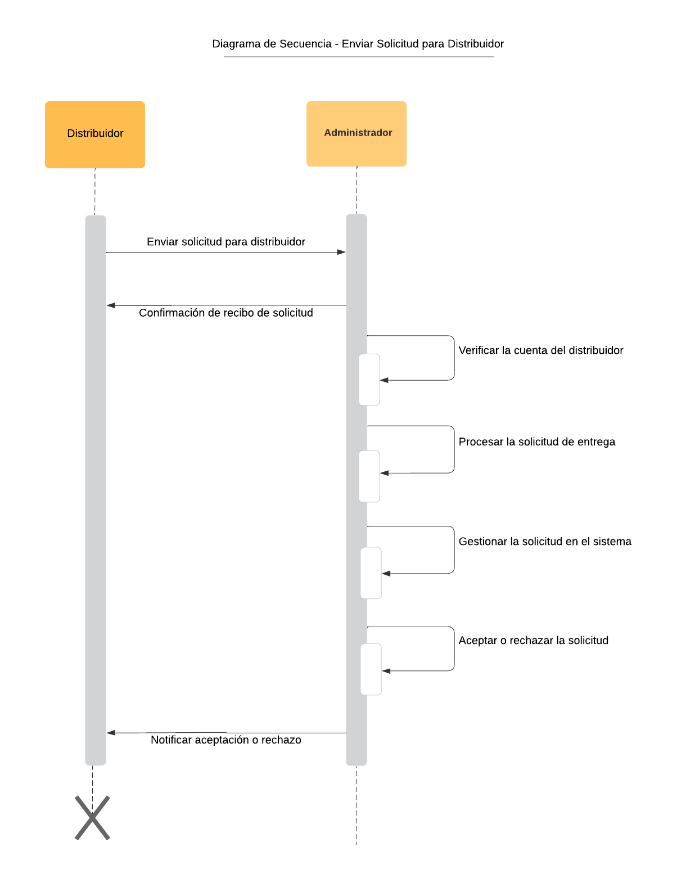 Diagrama de Secuencia - Enviar Solicitud para Distribuidor
Distribuidor
Administrador
Enviar solicitud para distribuidor
Confirmación de recibo de solicitud
Verificar la cuenta del distribuidor
Procesar la solicitud de entrega
Gestionar la solicitud en el sistema
Aceptar o rechazar la solicitud
Notificar aceptación o rechazo